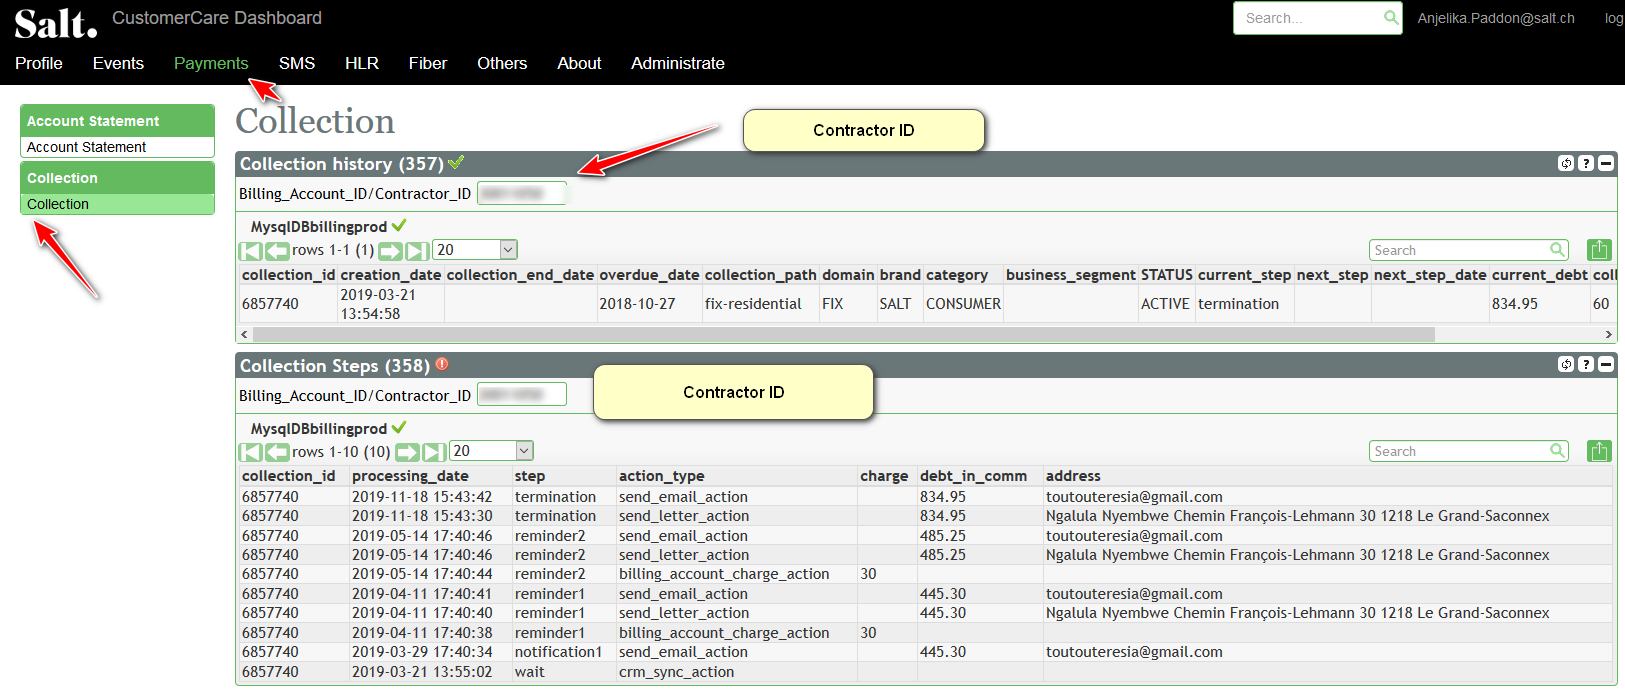 Salt. CustomerCare Dashboard Search... Anjelika.Paddon@salt.ch log
Profile Events Payments SMS HLR Fiber Others About Administrate
Account Statement
Account Statement
Collection
Collection
Collection
Contractor ID
Collection history (357) ?
Billing_Account_ID/Contractor_ID
MysqlDBbillingprod
rows 1-1 (1) 20 Search
collection_id creation_date collection_end_date overdue_date collection_path domain brand category business_segment STATUS current_step next_step next_step_date current_debt coll
6857740 2019-03-21 13:54:58 2018-10-27 fix-residential FIX SALT CONSUMER ACTIVE termination 834.95 60
Collection Steps (358) ?
Billing_Account_ID/Contractor_ID
Contractor ID
MysqlDBbillingprod
rows 1-10 (10) 20 Search
collection_id processing_date step action_type charge debt_in_comm address
6857740 2019-11-18 15:43:42 termination send_email_action 834.95 toutouteresia@gmail.com
6857740 2019-11-18 15:43:30 termination send_letter_action 834.95 Ngalula Nyembwe Chemin François-Lehmann 30 1218 Le Grand-Saconnex
6857740 2019-05-14 17:40:46 reminder2 send_email_action 485.25 toutouteresia@gmail.com
6857740 2019-05-14 17:40:46 reminder2 send_letter_action 485.25 Ngalula Nyembwe Chemin François-Lehmann 30 1218 Le Grand-Saconnex
6857740 2019-05-14 17:40:44 reminder2 billing_account_charge_action 30
6857740 2019-04-11 17:40:41 reminder1 send_email_action 445.30 toutouteresia@gmail.com
6857740 2019-04-11 17:40:40 reminder1 send_letter_action 445.30 Ngalula Nyembwe Chemin François-Lehmann 30 1218 Le Grand-Saconnex
6857740 2019-04-11 17:40:38 reminder1 billing_account_charge_action 30
6857740 2019-03-29 17:40:34 notification1 send_email_action 445.30 toutouteresia@gmail.com
6857740 2019-03-21 13:55:02 wait crm_sync_action